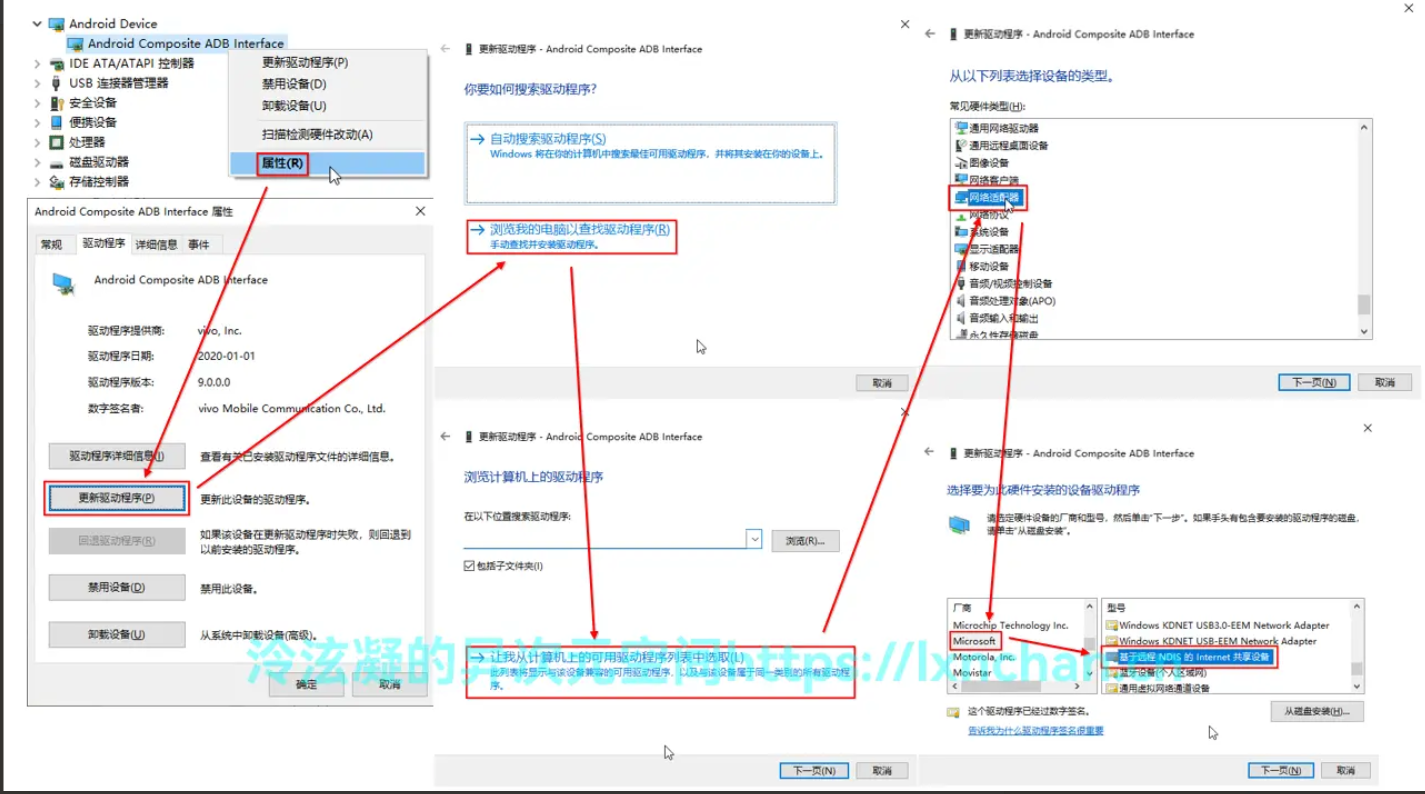 Android Device
Android Composite ADB Interface
IDE ATA/ATAPI 控制器
USB 连接器管理器
安全设备
便携设备
处理器
磁盘驱动器
存储控制器
更新驱动程序(P)
禁用设备(D)
卸载设备(U)
扫描检测硬件改动(A)
属性(R)
Android Composite ADB Interface 属性
常规 驱动程序 详细信息 事件
Android Composite ADB Interface
驱动程序提供商: vivo, Inc.
驱动程序日期: 2020-01-01
驱动程序版本: 9.0.0.0
数字签名者: vivo Mobile Communication Co., Ltd.
驱动程序详细信息(I) 查看有关已安装驱动程序文件的详细信息。
更新驱动程序(P) 更新此设备的驱动程序。
回退驱动程序(R) 如果该设备在更新驱动程序时失败，则回退到
以前安装的驱动程序。
禁用设备(D) 禁用此设备。
卸载设备(U) 从系统中卸载设备(高级)。
确定 取消
更新驱动程序 - Android Composite ADB Interface
你要如何搜索驱动程序?
自动搜索驱动程序(S)
Windows 将在你的计算机中搜索最佳可用驱动程序，并将其安装在你的设备上。
浏览我的电脑以查找驱动程序(R)
手动查找并安装驱动程序。
取消
更新驱动程序 - Android Composite ADB Interface
浏览计算机上的驱动程序
在以下位置搜索驱动程序:
浏览(R)...
包括子文件夹(I)
让我从计算机上的可用驱动程序列表中选取(L)
此列表将显示与该设备兼容的可用驱动程序，以及与该设备属于同一类别的所有驱动程
序。
下一页(N) 取消
更新驱动程序 - Android Composite ADB Interface
从以下列表选择设备的类型。
常见硬件类型(H):
通用网络驱动器
通用远程桌面设备
图像设备
网络客户端
网络适配器
网络协议
系统设备
显示适配器
移动设备
音频/视频控制设备
音频处理对象(APO)
音频输入和输出
永久性存储磁盘
下一页(N) 取消
更新驱动程序 - Android Composite ADB Interface
选择要为此硬件安装的设备驱动程序
请选定硬件设备的厂商和型号，然后单击"下一步"。如果手头有包含要安装的驱动程序的磁盘，
请单击"从磁盘安装"。
厂商
Microchip Technology Inc.
Microsoft
Motorola, Inc.
Movistar
型号
Windows KDNET USB3.0-EEM Network Adapter
Windows KDNET USB-EEM Network Adapter
基于远程 NDIS 的 Internet 共享设备
蓝牙设备(个人区域网)
通用虚拟网络通道设备
这个驱动程序已经过数字签名。
告诉我为什么驱动程序签名很重要
从磁盘安装(H)...
下一页(N) 取消